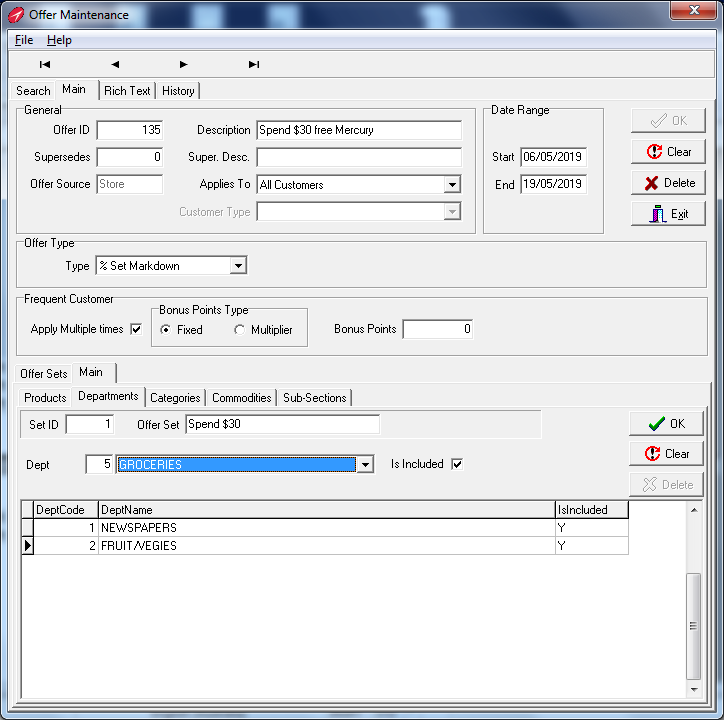 Offer Maintenance
File Help
Search Main Rich Text History
General
Offer ID 135 Description Spend $30 free Mercury
Supersedes 0 Super. Desc.
Offer Source Store Applies To All Customers
Customer Type
Date Range
Start 06/05/2019
End 19/05/2019
OK
Clear
Delete
Exit
Offer Type
Type % Set Markdown
Frequent Customer
Apply Multiple times
Bonus Points Type
Fixed Multiplier
Bonus Points 0
Offer Sets Main
Products Departments Categories Commodities Sub-Sections
Set ID 1 Offer Set Spend $30
Dept 5 GROCERIES Is Included
OK
Clear
Delete
DeptCode DeptName IsIncluded
1 NEWSPAPERS Y
2 FRUIT/VEGIES Y